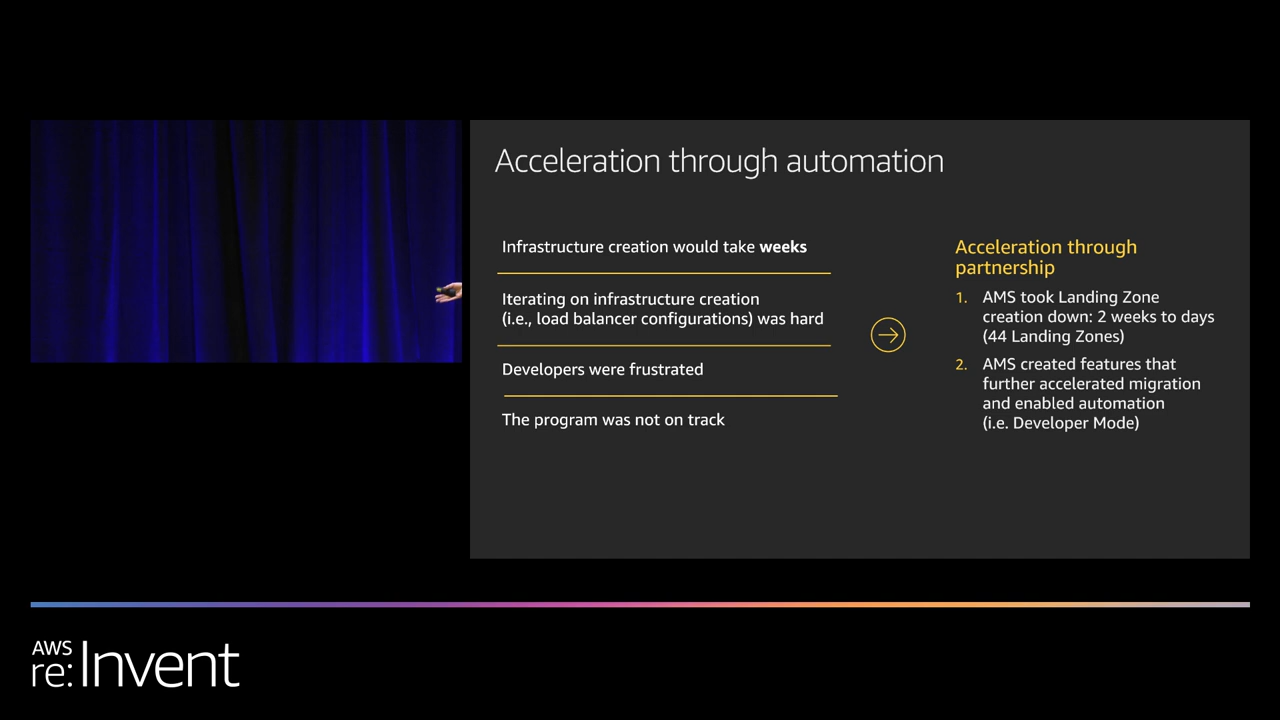 Acceleration through automation
Infrastructure creation would take weeks
Iterating on infrastructure creation
(i.e., load balancer configurations) was hard
Developers were frustrated
The program was not on track
Acceleration through
partnership
1. AMS took Landing Zone
creation down: 2 weeks to days
(44 Landing Zones)
2. AMS created features that
further accelerated migration
and enabled automation
(i.e. Developer Mode)
AWS
re:Invent